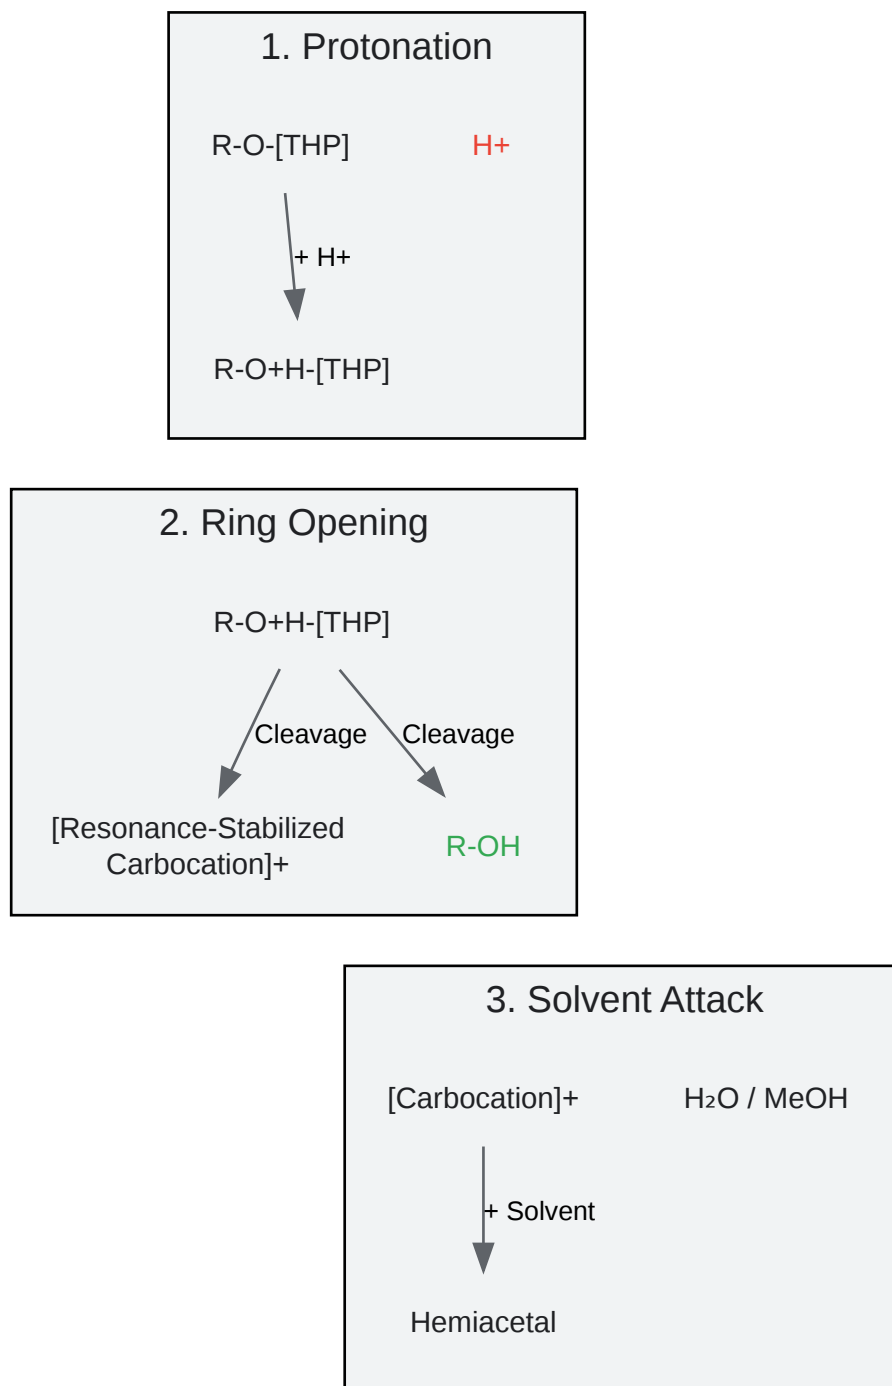 1. Protonation
R-O-[THP]
H+
+ H+
R-O+H-[THP]
2. Ring Opening
R-O+H-[THP]
Cleavage
Cleavage
[Resonance-Stabilized
Carbocation]+
R-OH
3. Solvent Attack
[Carbocation]+
H₂O / MeOH
+ Solvent
Hemiacetal